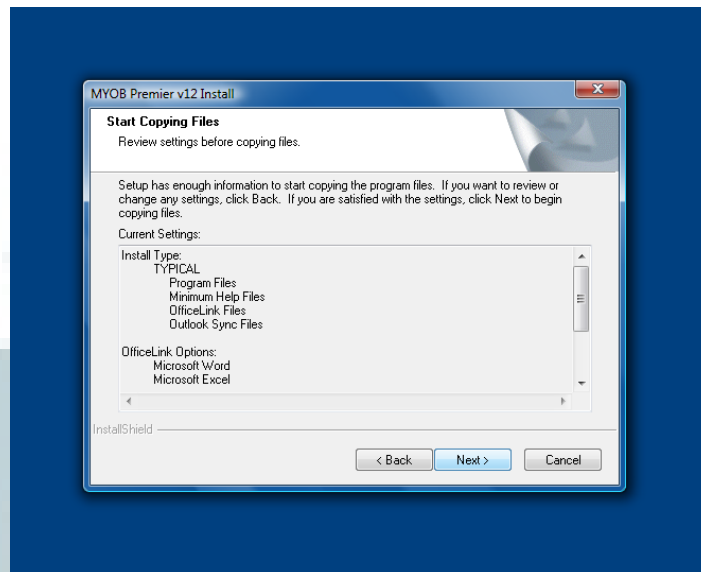 MYOB Premier v12 Install
Start Copying Files
Review settings before copying files.
Setup has enough information to start copying the program files. If you want to review or
change any settings, click Back. If you are satisfied with the settings, click Next to begin
copying files.
Current Settings:
Install Type:
TYPICAL
Program Files
Minimum Help Files
OfficeLink Files
Outlook Sync Files
OfficeLink Options:
Microsoft Word
Microsoft Excel
InstallShield
< Back
Next >
Cancel